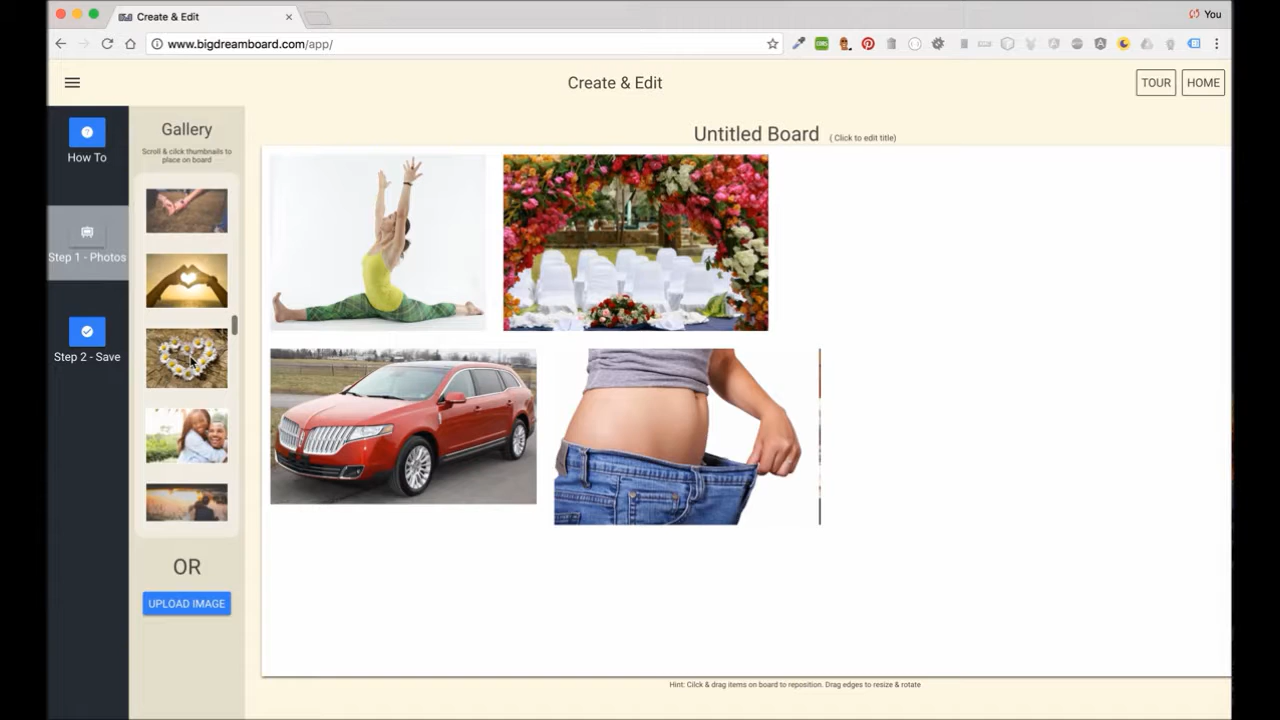 Create & Edit
You
www.bigdreamboard.com/app/
Create & Edit
TOUR
HOME
How To
Step 1 - Photos
Step 2 - Save
Gallery
Scroll & click thumbnails to
place on board
OR
UPLOAD IMAGE
Untitled Board ( Click to edit title)
Hint: Click & drag items on board to reposition. Drag edges to resize & rotate